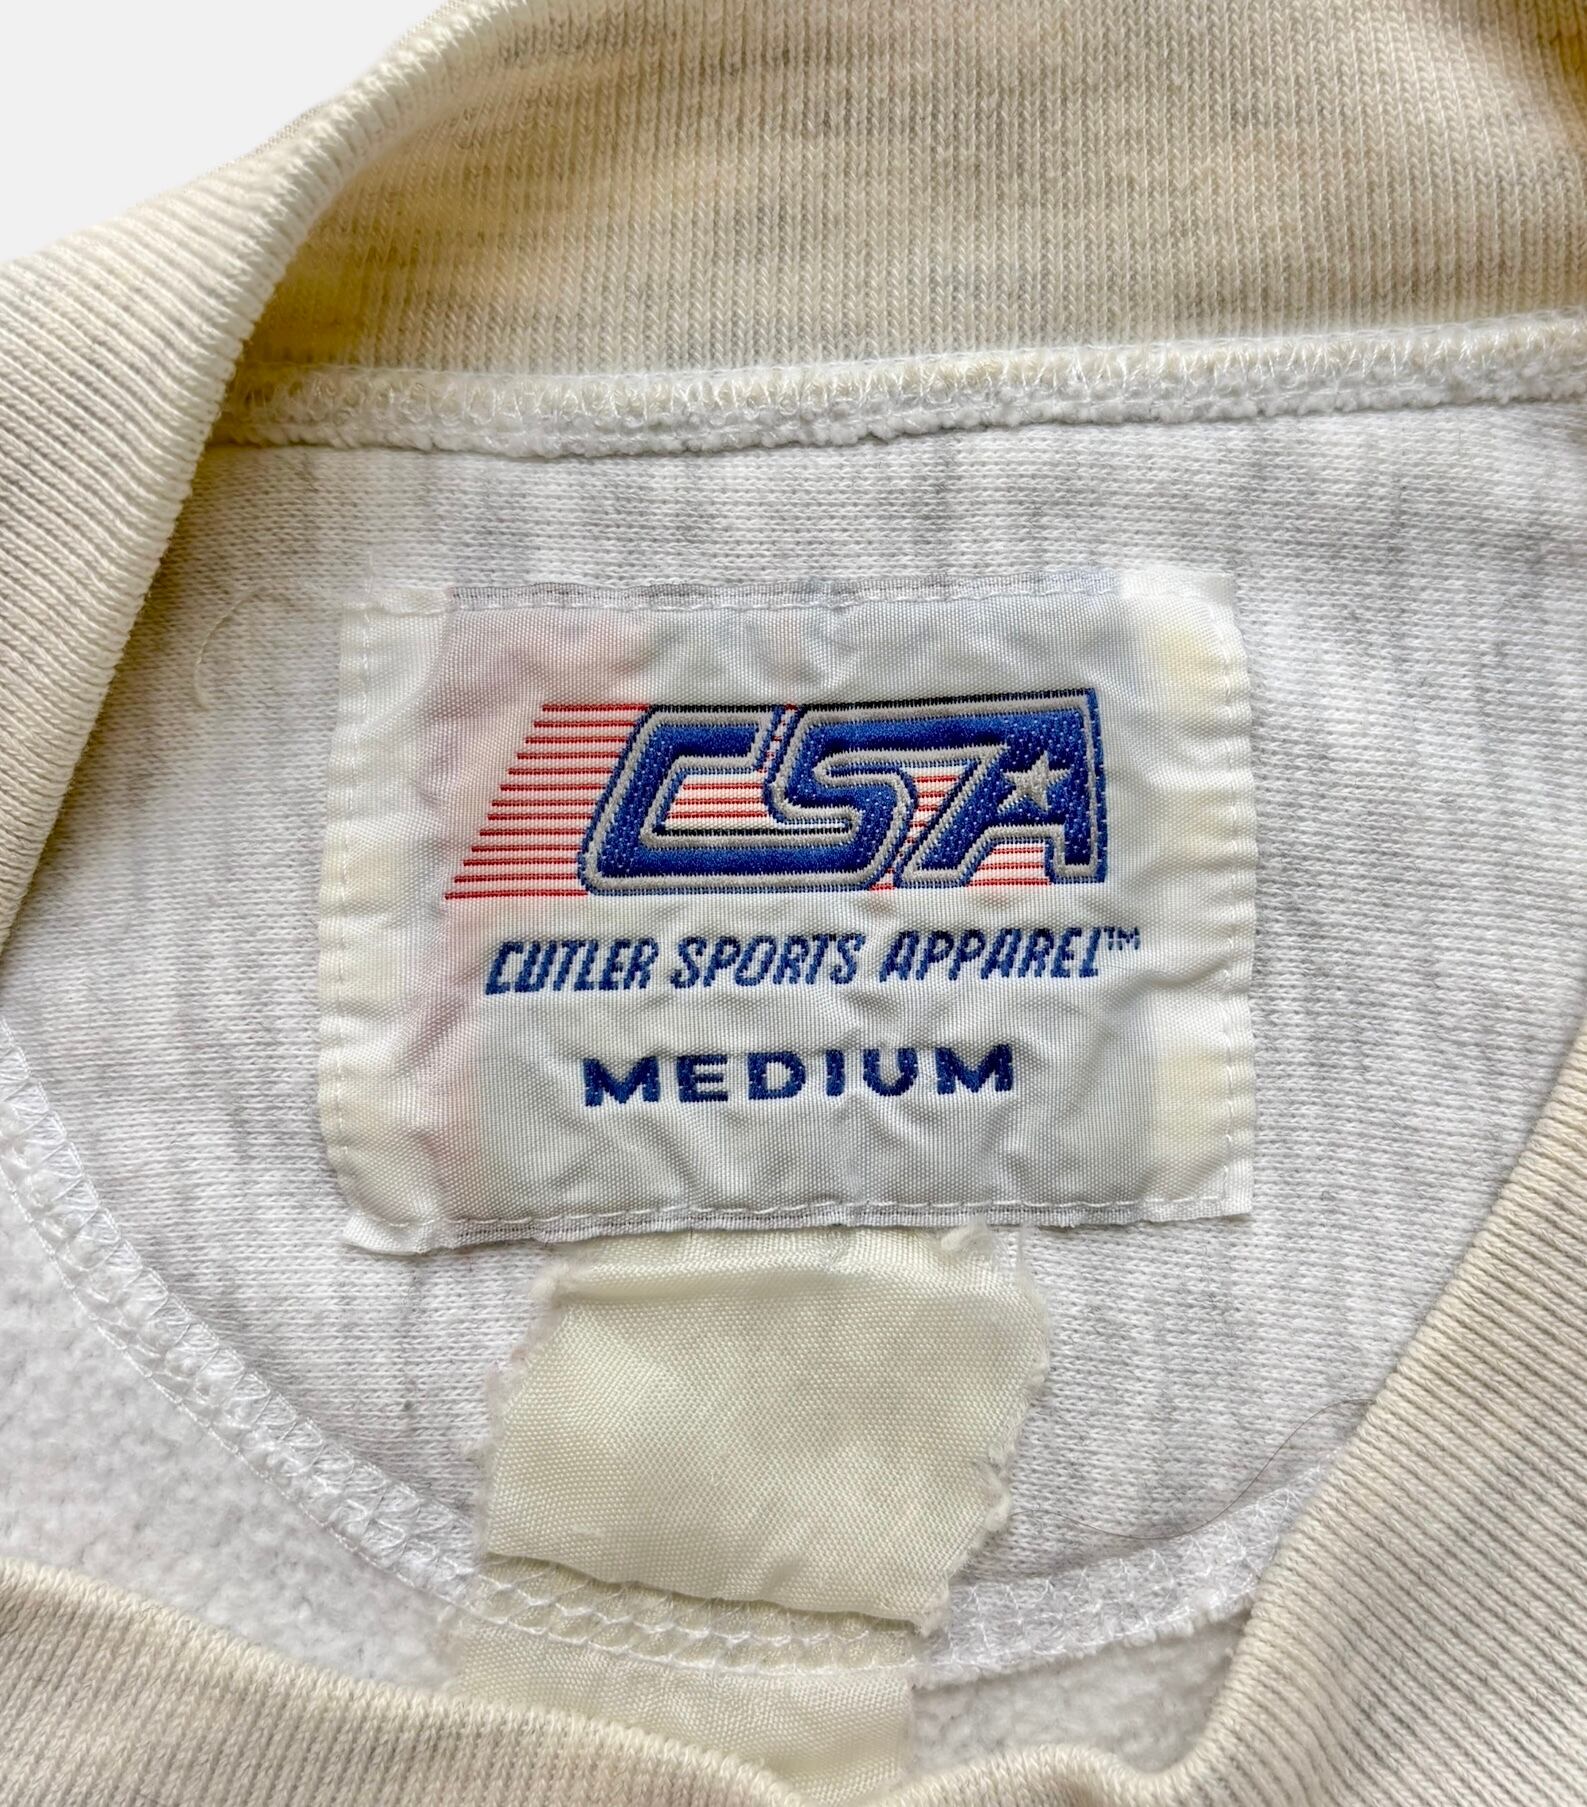 CSA
CUTLER SPORTS APPAREL™
MEDIUM